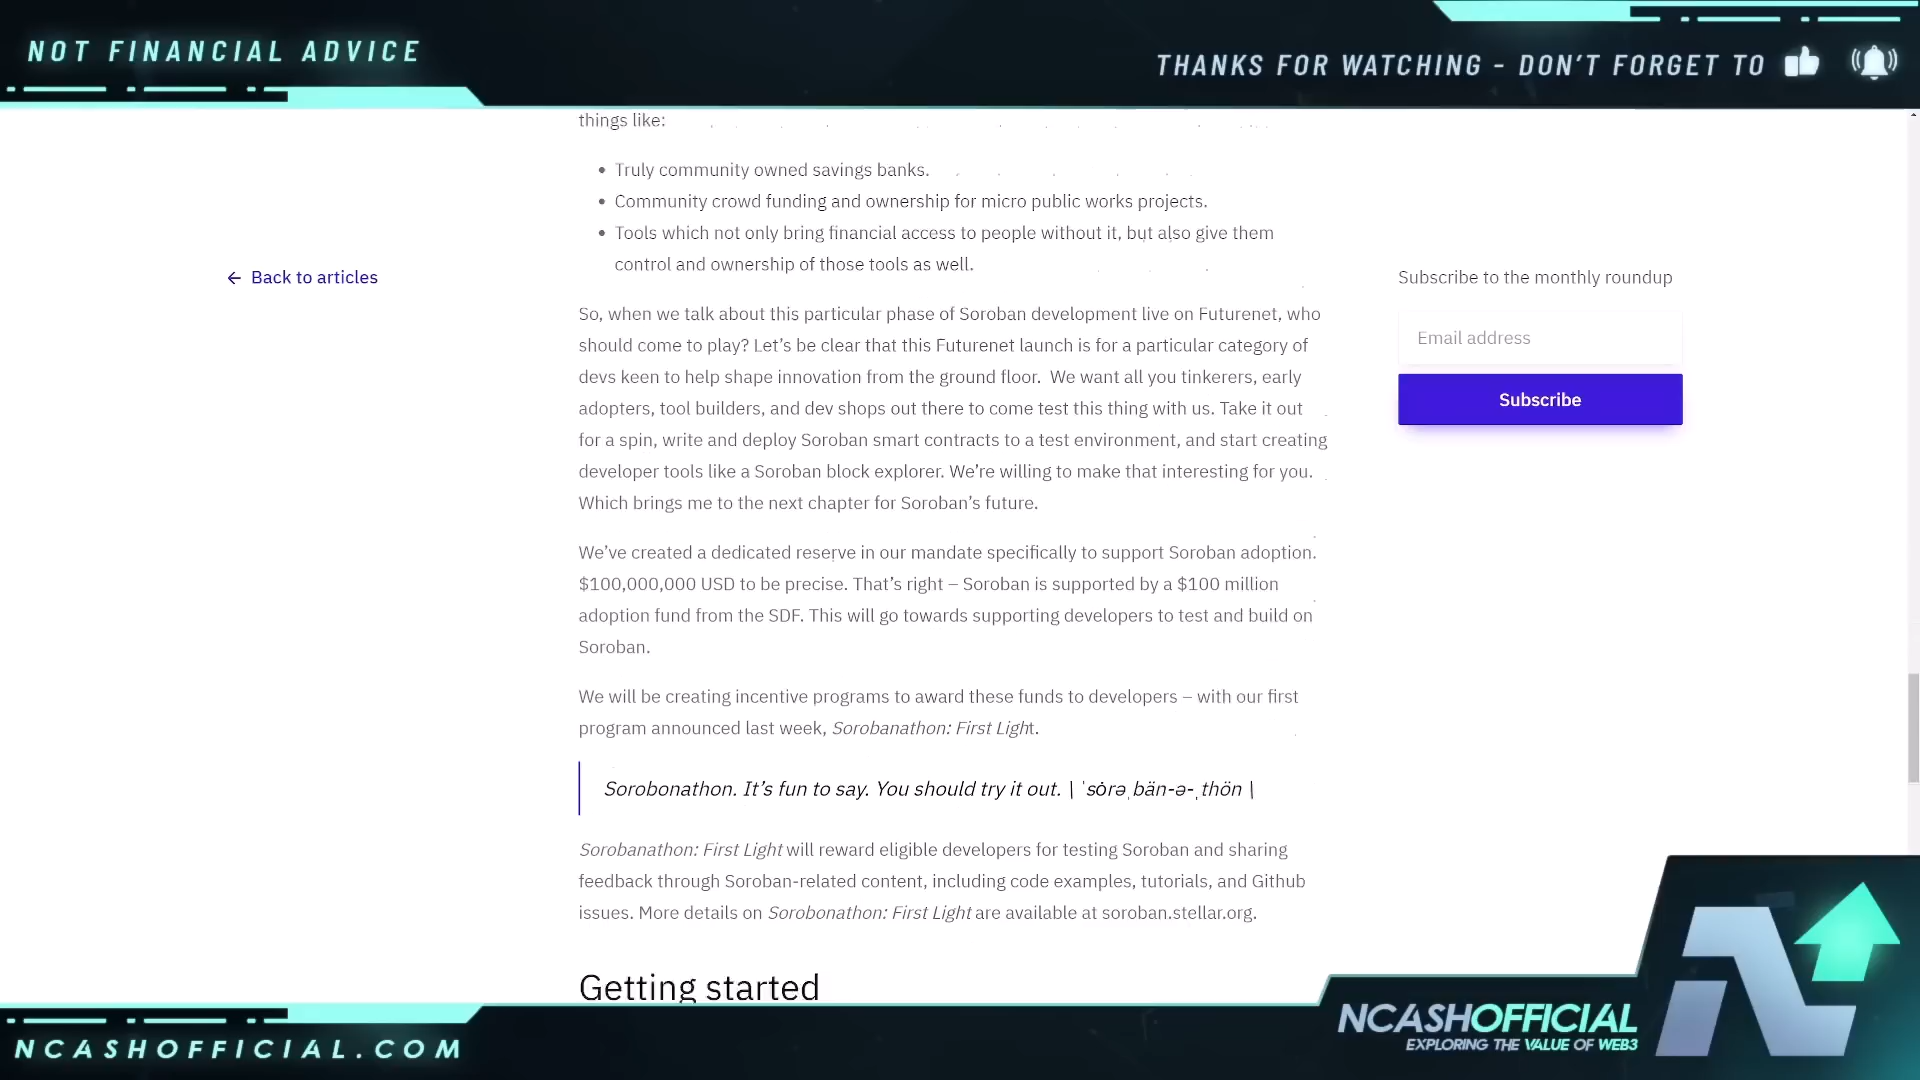 NOT FINANCIAL ADVICE
THANKS FOR WATCHING - DON'T FORGET TO
things like:
• Truly community owned savings banks.
• Community crowd funding and ownership for micro public works projects.
• Tools which not only bring financial access to people without it, but also give them
control and ownership of those tools as well.
← Back to articles
Subscribe to the monthly roundup
Email address
Subscribe
So, when we talk about this particular phase of Soroban development live on Futurenet, who
should come to play? Let’s be clear that this Futurenet launch is for a particular category of
devs keen to help shape innovation from the ground floor.  We want all you tinkerers, early
adopters, tool builders, and dev shops out there to come test this thing with us. Take it out
for a spin, write and deploy Soroban smart contracts to a test environment, and start creating
developer tools like a Soroban block explorer. We’re willing to make that interesting for you.
Which brings me to the next chapter for Soroban’s future.
We’ve created a dedicated reserve in our mandate specifically to support Soroban adoption.
$100,000,000 USD to be precise. That’s right – Soroban is supported by a $100 million
adoption fund from the SDF. This will go towards supporting developers to test and build on
Soroban.
We will be creating incentive programs to award these funds to developers – with our first
program announced last week, Sorobanathon: First Light.
Sorobonathon. It’s fun to say. You should try it out. \ ˈsȯrəˌbän-ə-ˌthön \
Sorobanathon: First Light will reward eligible developers for testing Soroban and sharing
feedback through Soroban-related content, including code examples, tutorials, and Github
issues. More details on Sorobonathon: First Light are available at soroban.stellar.org.
Getting started
NCASHOFFICIAL.COM
NCASHOFFICIAL
EXPLORING THE VALUE OF WEB3